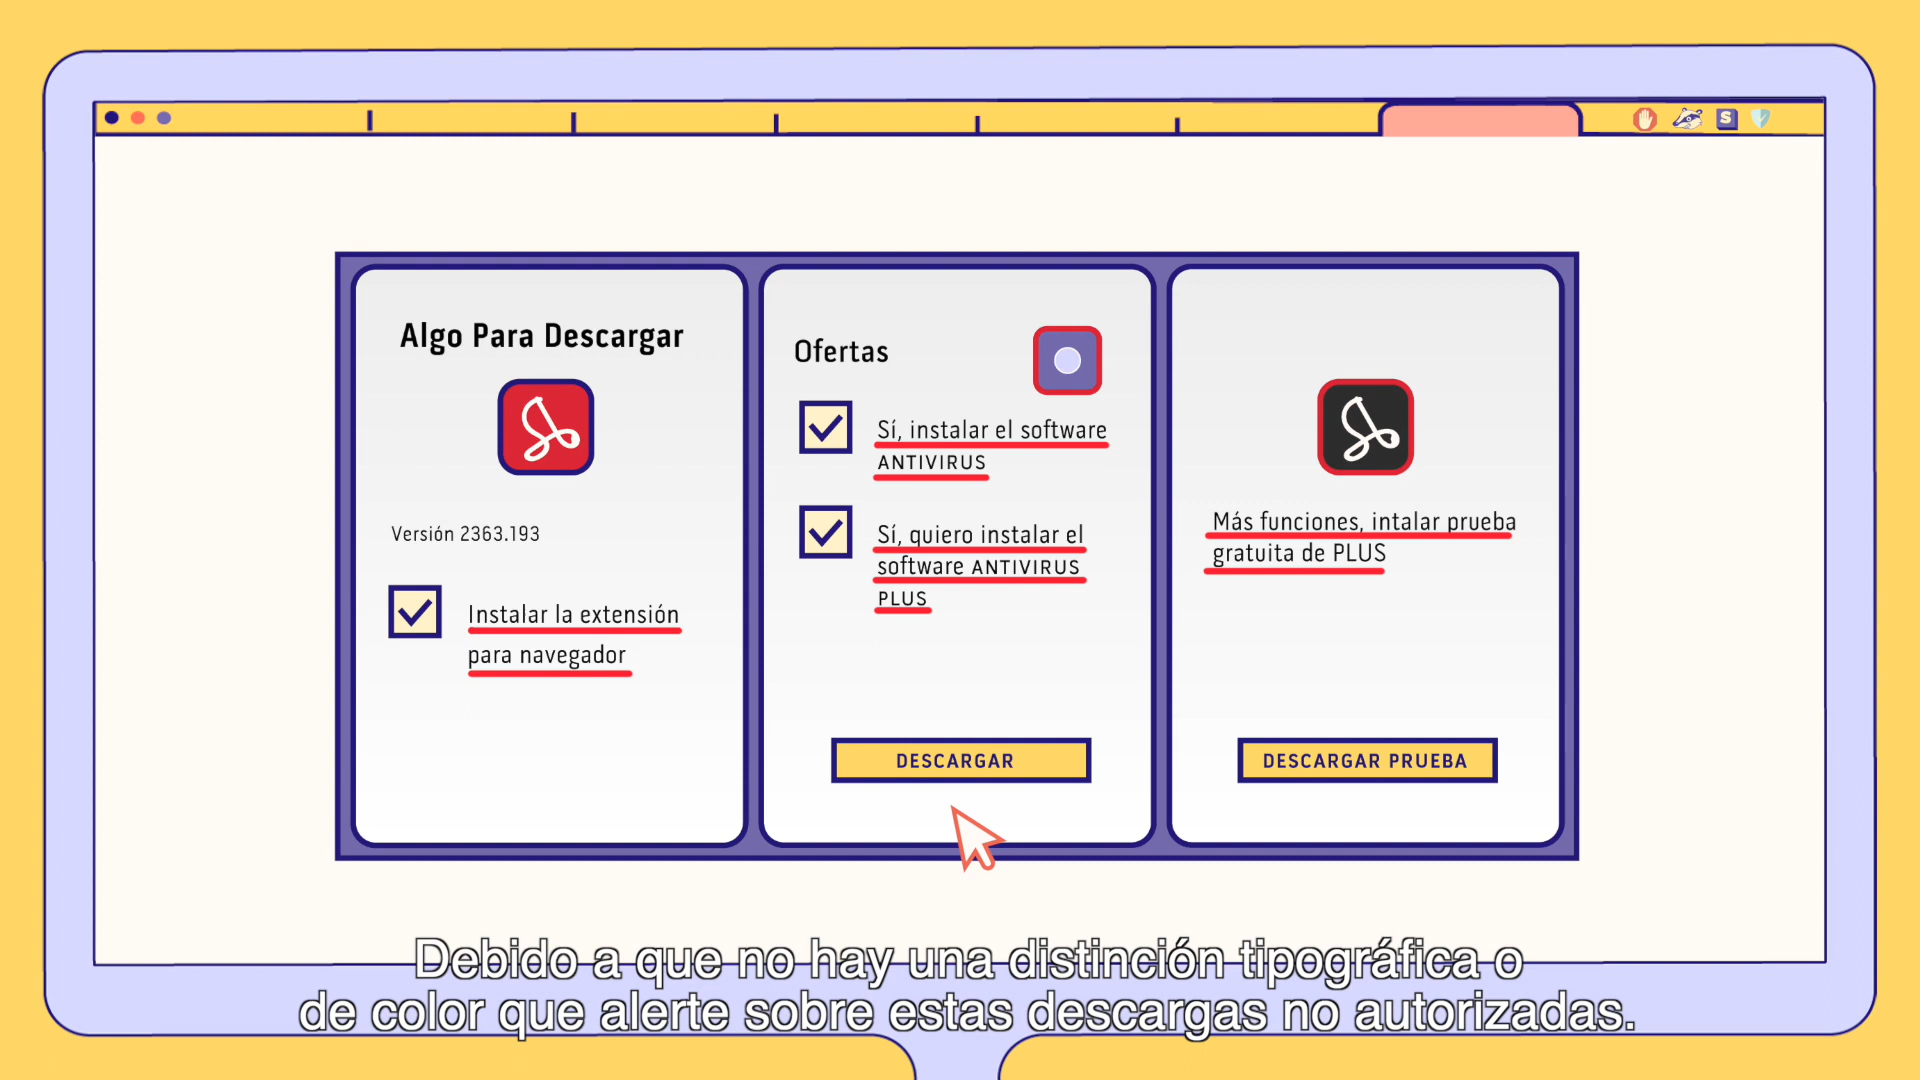 Algo Para Descargar
Versión 2363.193
Instalar la extensión
para navegador
Ofertas
Sí, instalar el software
ANTIVIRUS
Sí, quiero instalar el
software ANTIVIRUS
PLUS
DESCARGAR
Más funciones, intalar prueba
gratuita de PLUS
DESCARGAR PRUEBA
S
Debido a que no hay una distinción tipográfica o
de color que alerte sobre estas descargas no autorizadas.